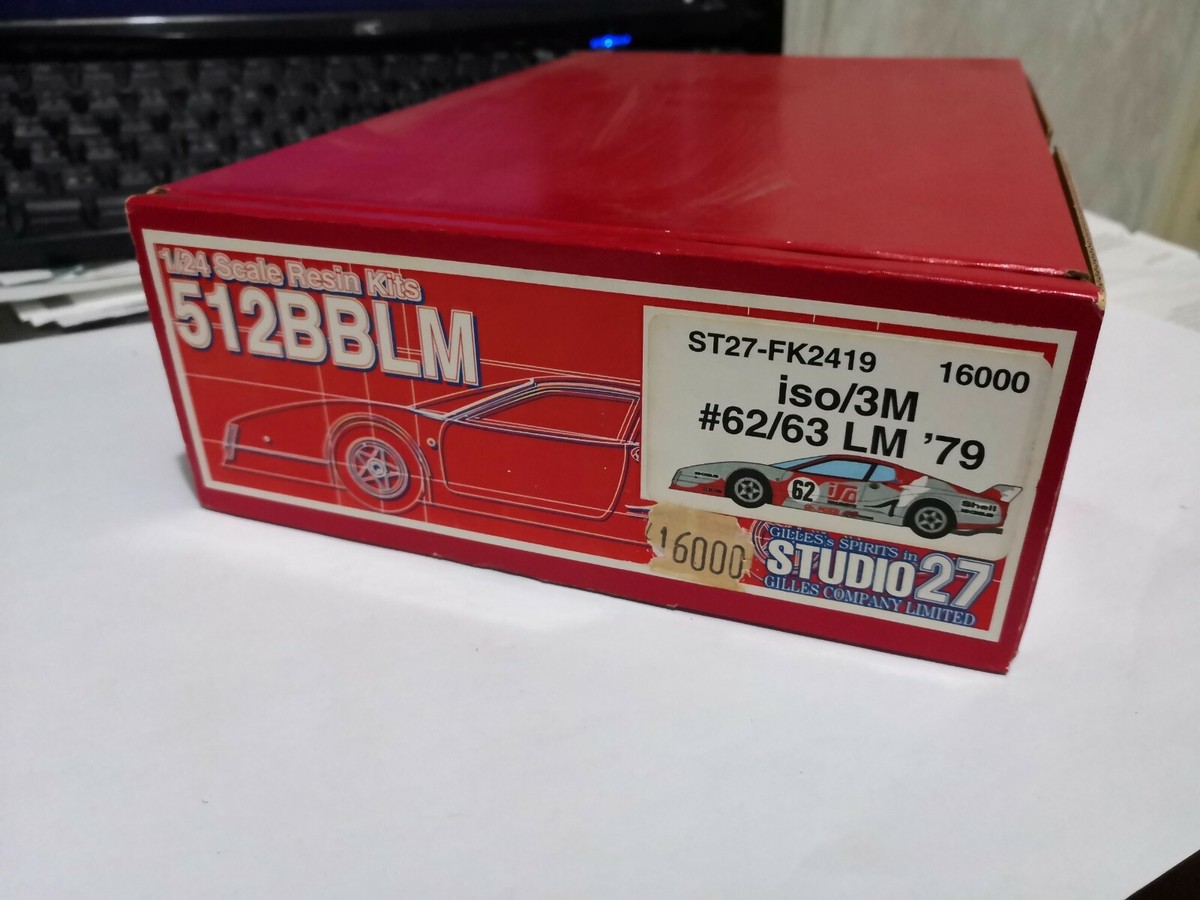 1/24 Scale Resin Kits
512BBLM
ST27-FK2419
16000
iso/3M
#62/63 LM ’79
62
Shell
16000
GILLES's SPIRITS in
STUDIO27
GILLES COMPANY LIMITED